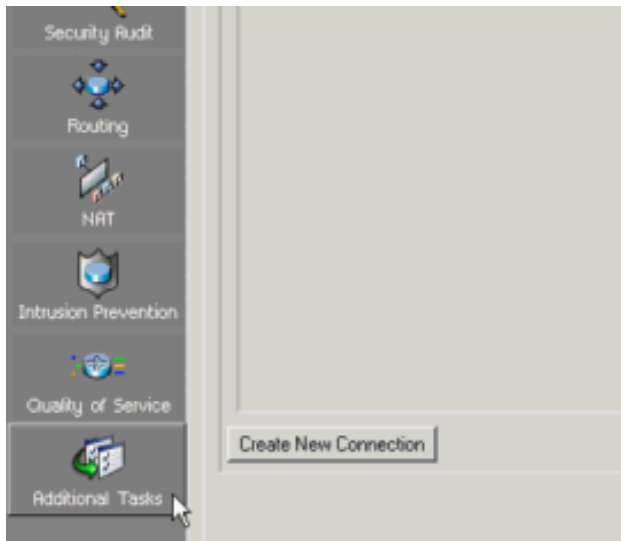 Security Audit
Routing
NAT
Intrusion Prevention
Quality of Service
Create New Connection
Additional Tasks